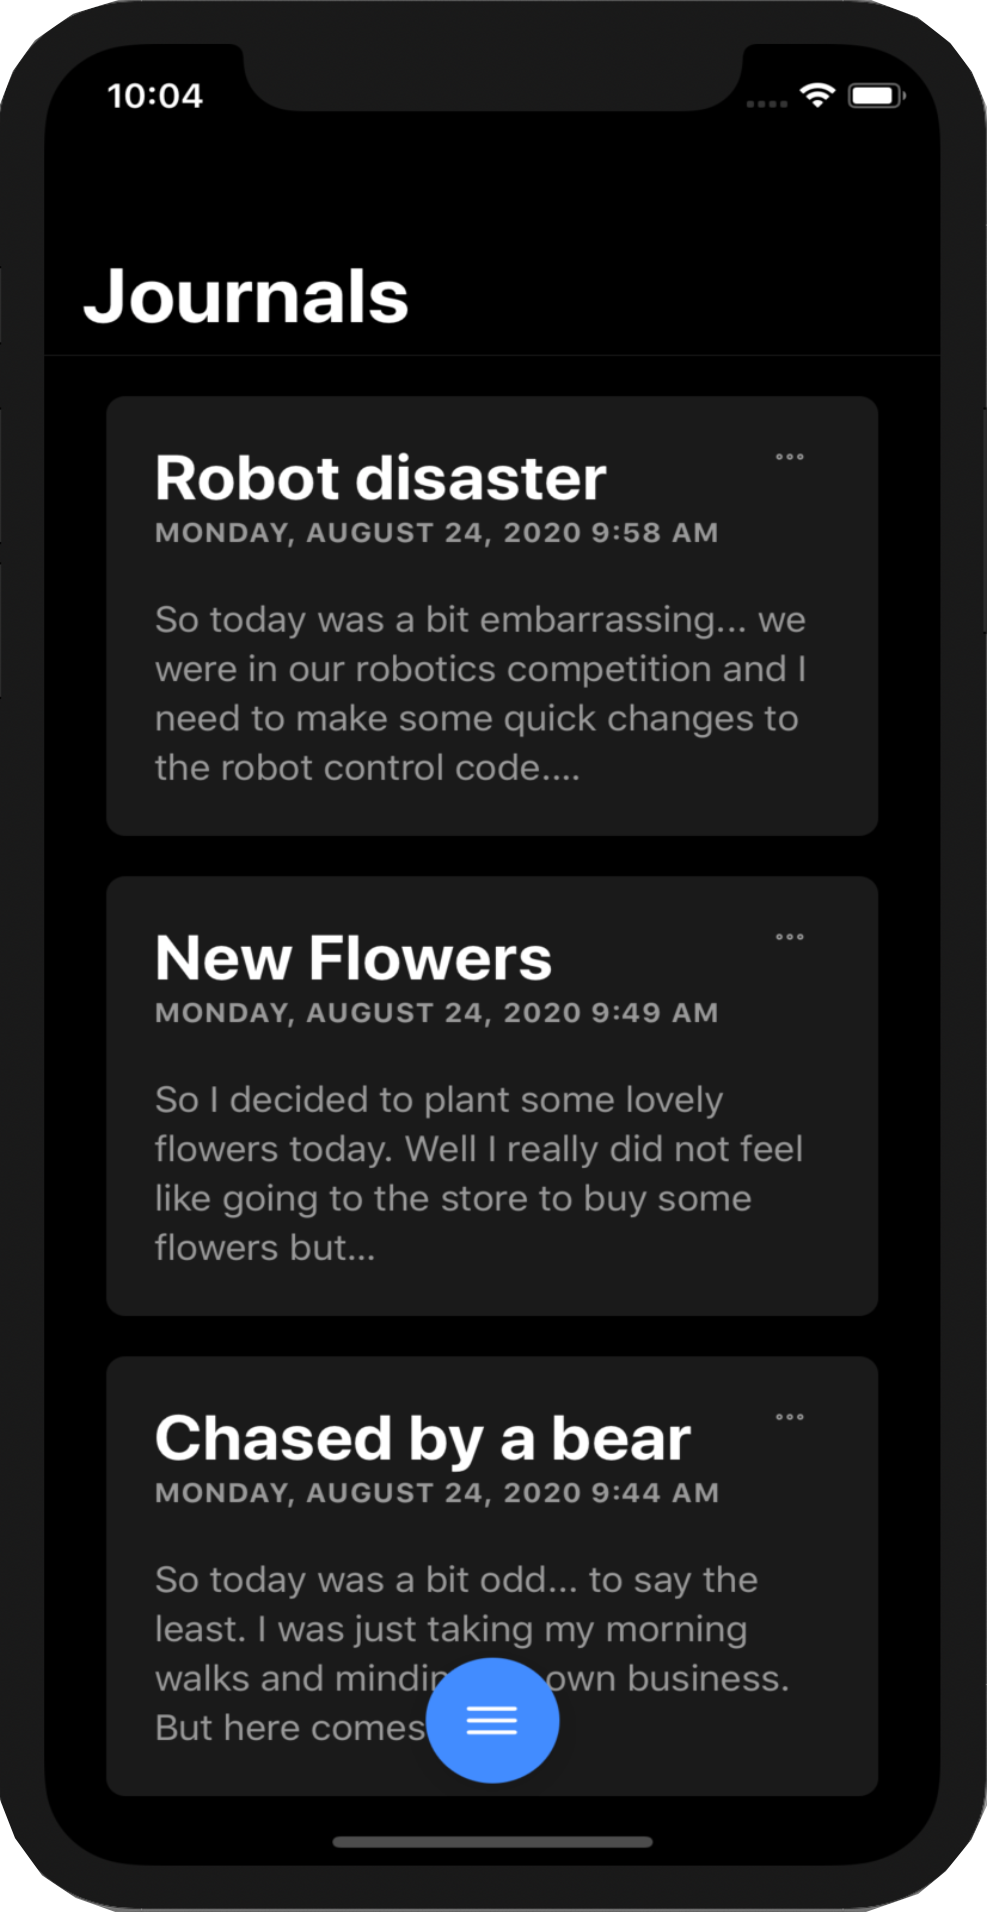 10:04
Journals
Robot disaster
MONDAY, AUGUST 24, 2020 9:58 AM
So today was a bit embarrassing... we
were in our robotics competition and I
need to make some quick changes to
the robot control code....
New Flowers
MONDAY, AUGUST 24, 2020 9:49 AM
So I decided to plant some lovely
flowers today. Well I really did not feel
like going to the store to buy some
flowers but...
Chased by a bear
MONDAY, AUGUST 24, 2020 9:44 AM
So today was a bit odd... to say the
least. I was just taking my morning
walks and own business.
But here comes